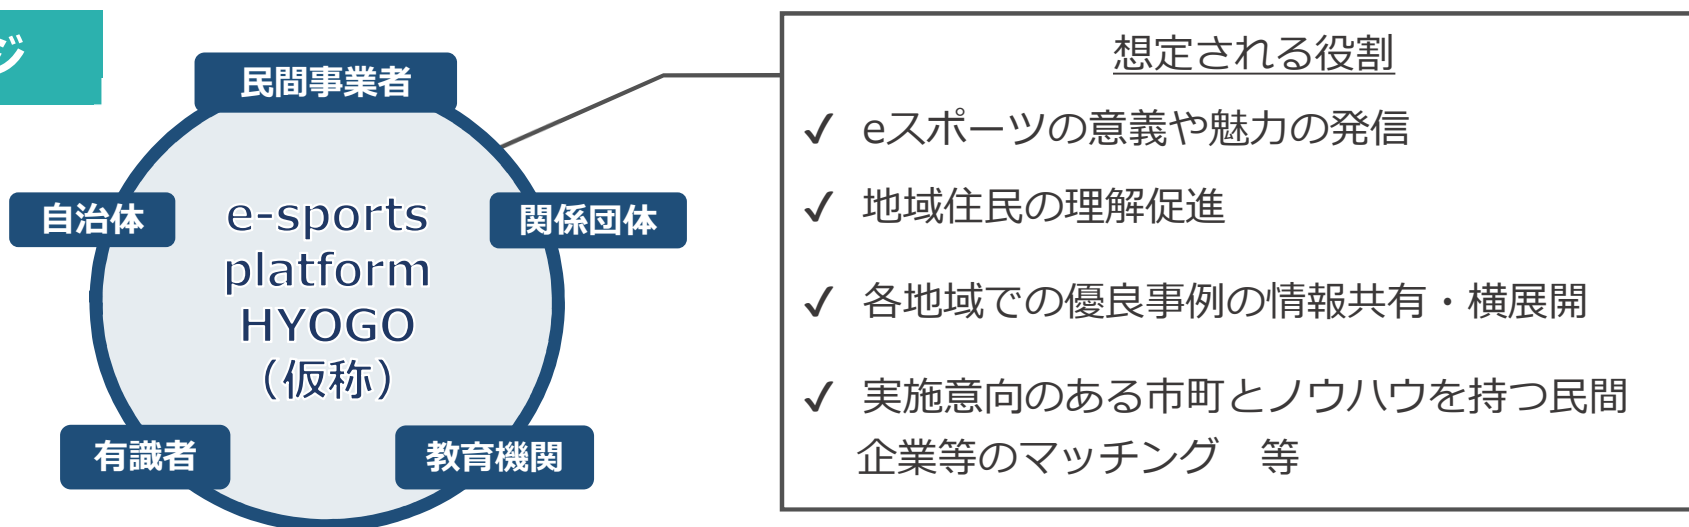 ジ
民間事業者
自治体
関係団体
e-sports
platform
HYOGO
（仮称）
有識者
教育機関
想定される役割
✓ eスポーツの意義や魅力の発信
✓ 地域住民の理解促進
✓ 各地域での優良事例の情報共有・横展開
✓ 実施意向のある市町とノウハウを持つ民間
企業等のマッチング　等